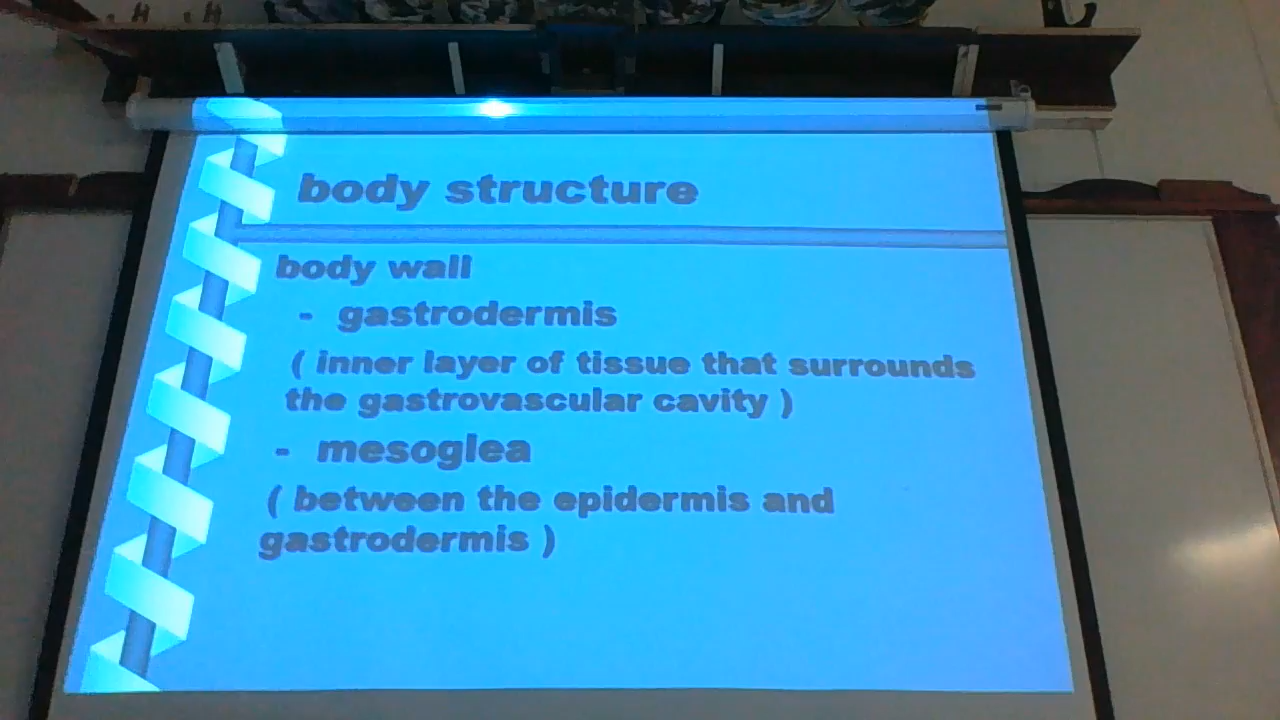 body structure
body wall
- gastrodermis
( inner layer of tissue that surrounds
the gastrovascular cavity )
- mesoglea
( between the epidermis and
gastrodermis )